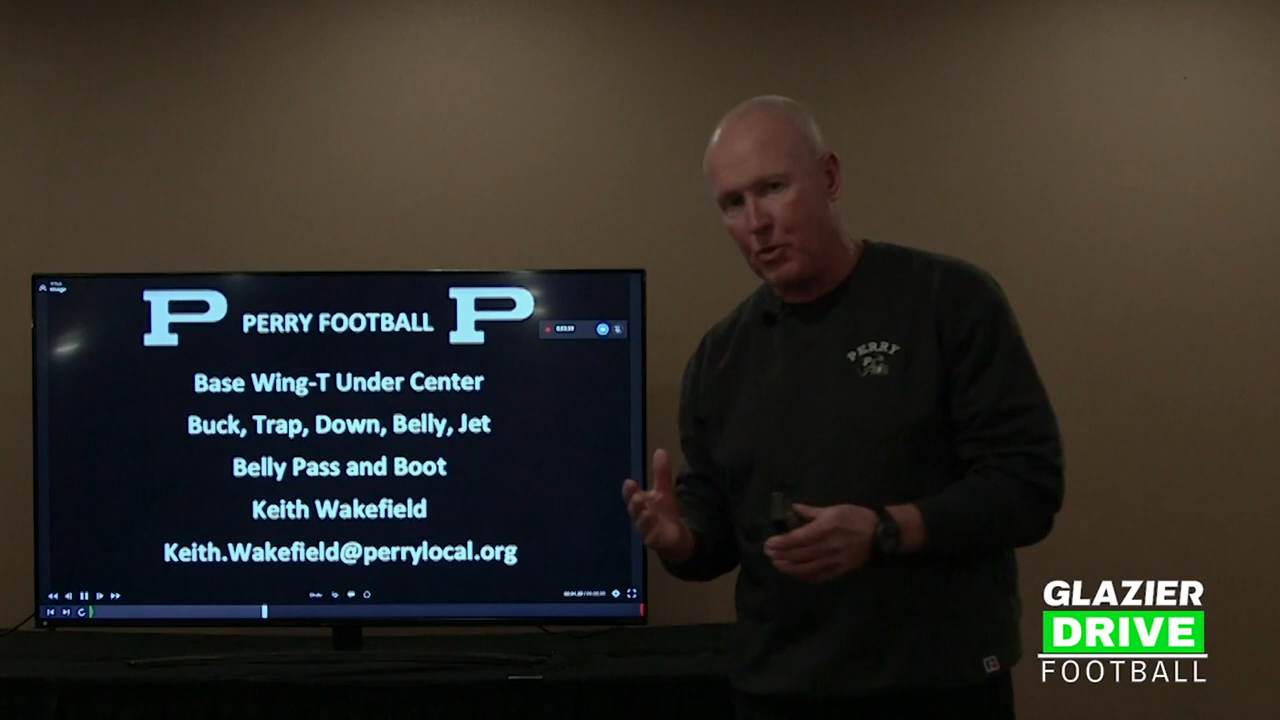 P PERRY FOOTBALL P
Base Wing-T Under Center
Buck, Trap, Down, Belly, Jet
Belly Pass and Boot
Keith Wakefield
Keith.Wakefield@perrylocal.org
PERRY
GLAZIER
DRIVE
FOOTBALL